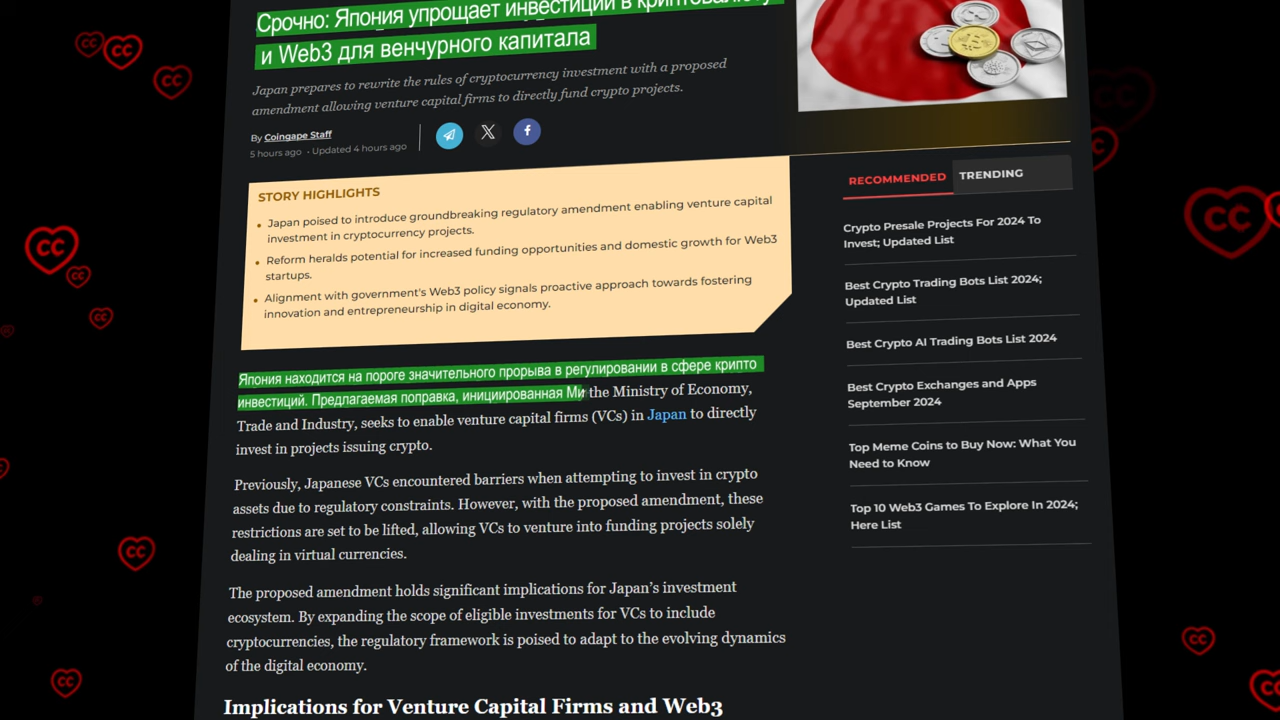 Срочно: Япония упрощает инвестиции в криптовалюту
и Web3 для венчурного капитала
Japan prepares to rewrite the rules of cryptocurrency investment with a proposed
amendment allowing venture capital firms to directly fund crypto projects.
By Coingape Staff
5 hours ago • Updated 4 hours ago
STORY HIGHLIGHTS
• Japan poised to introduce groundbreaking regulatory amendment enabling venture capital
investment in cryptocurrency projects.
• Reform heralds potential for increased funding opportunities and domestic growth for Web3
startups.
• Alignment with government's Web3 policy signals proactive approach towards fostering
innovation and entrepreneurship in digital economy.
Япония находится на пороге значительного прорыва в регулировании в сфере крипто
инвестиций. Предлагаемая поправка, инициированная Ми the Ministry of Economy,
Trade and Industry, seeks to enable venture capital firms (VCs) in Japan to directly
invest in projects issuing crypto.
Previously, Japanese VCs encountered barriers when attempting to invest in crypto
assets due to regulatory constraints. However, with the proposed amendment, these
restrictions are set to be lifted, allowing VCs to venture into funding projects solely
dealing in virtual currencies.
The proposed amendment holds significant implications for Japan’s investment
ecosystem. By expanding the scope of eligible investments for VCs to include
cryptocurrencies, the regulatory framework is poised to adapt to the evolving dynamics
of the digital economy.
Implications for Venture Capital Firms and Web3
RECOMMENDED
TRENDING
Crypto Presale Projects For 2024 To
Invest; Updated List
Best Crypto Trading Bots List 2024;
Updated List
Best Crypto AI Trading Bots List 2024
Best Crypto Exchanges and Apps
September 2024
Top Meme Coins to Buy Now: What You
Need to Know
Top 10 Web3 Games To Explore In 2024;
Here List